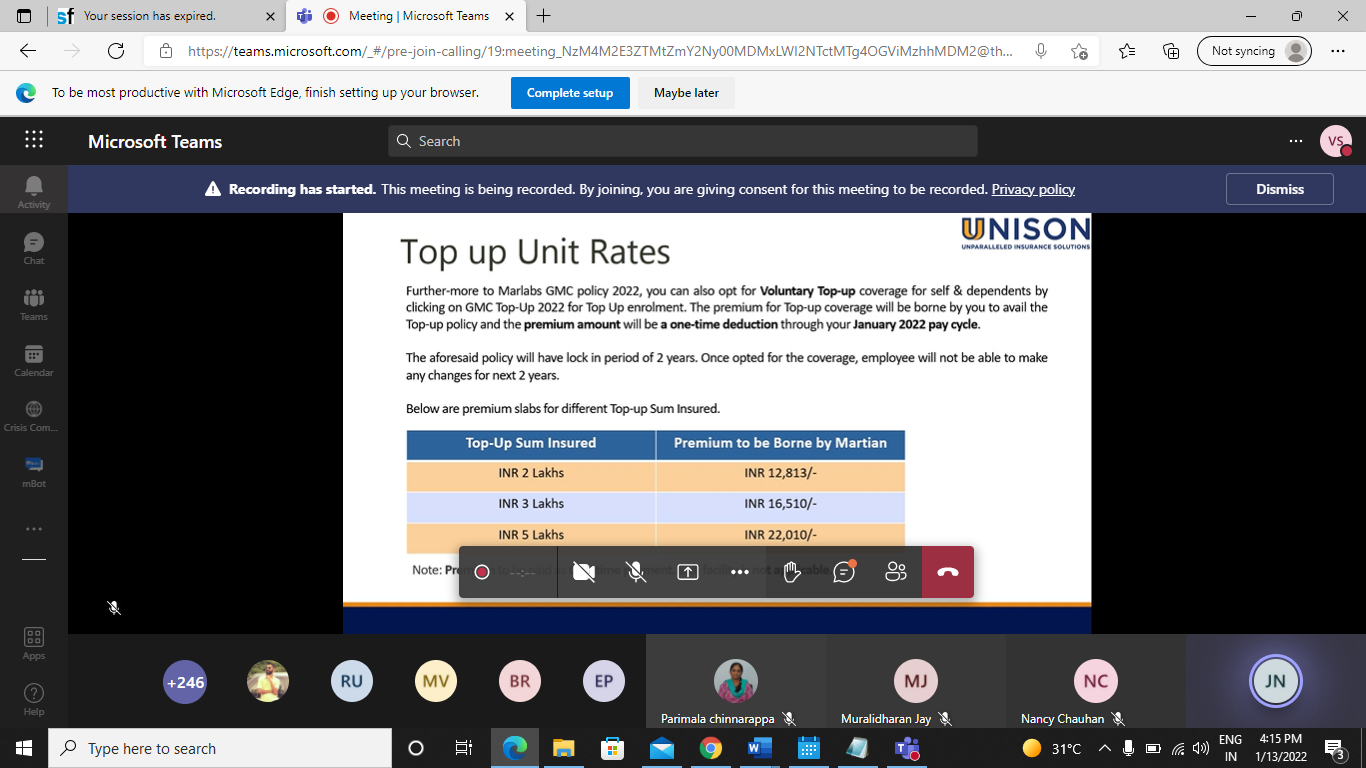 Your session has expired.
Meeting | Microsoft Teams
https://teams.microsoft.com/_#/pre-join-calling/19:meeting_NzM4M2E3ZTMtZmY2Ny00MDMxLWI2NTctMTg4OGViMzhhMDM2@th...
Not syncing
To be most productive with Microsoft Edge, finish setting up your browser.
Complete setup
Maybe later
Microsoft Teams
Search
VS
Recording has started. This meeting is being recorded. By joining, you are giving consent for this meeting to be recorded. Privacy policy
Dismiss
Activity
Chat
Teams
Calendar
Crisis Com...
mBot
Apps
Help
UNISON
UNPARALLELED INSURANCE SOLUTIONS
Top up Unit Rates
Further-more to Marlabs GMC policy 2022, you can also opt for Voluntary Top-up coverage for self & dependents by
clicking on GMC Top-Up 2022 for Top Up enrolment. The premium for Top-up coverage will be borne by you to avail the
Top-up policy and the premium amount will be a one-time deduction through your January 2022 pay cycle.
The aforesaid policy will have lock in period of 2 years. Once opted for the coverage, employee will not be able to make
any changes for next 2 years.
Below are premium slabs for different Top-up Sum Insured.
Top-Up Sum Insured Premium to be Borne by Martian
INR 2 Lakhs INR 12,813/-
INR 3 Lakhs INR 16,510/-
INR 5 Lakhs INR 22,010/-
Note:
--:--
+246
RU
MV
BR
EP
Parimala chinnarappa
MJ
Muralidharan Jay
NC
Nancy Chauhan
JN
Type here to search
31°C
ENG
IN
4:15 PM
1/13/2022
3